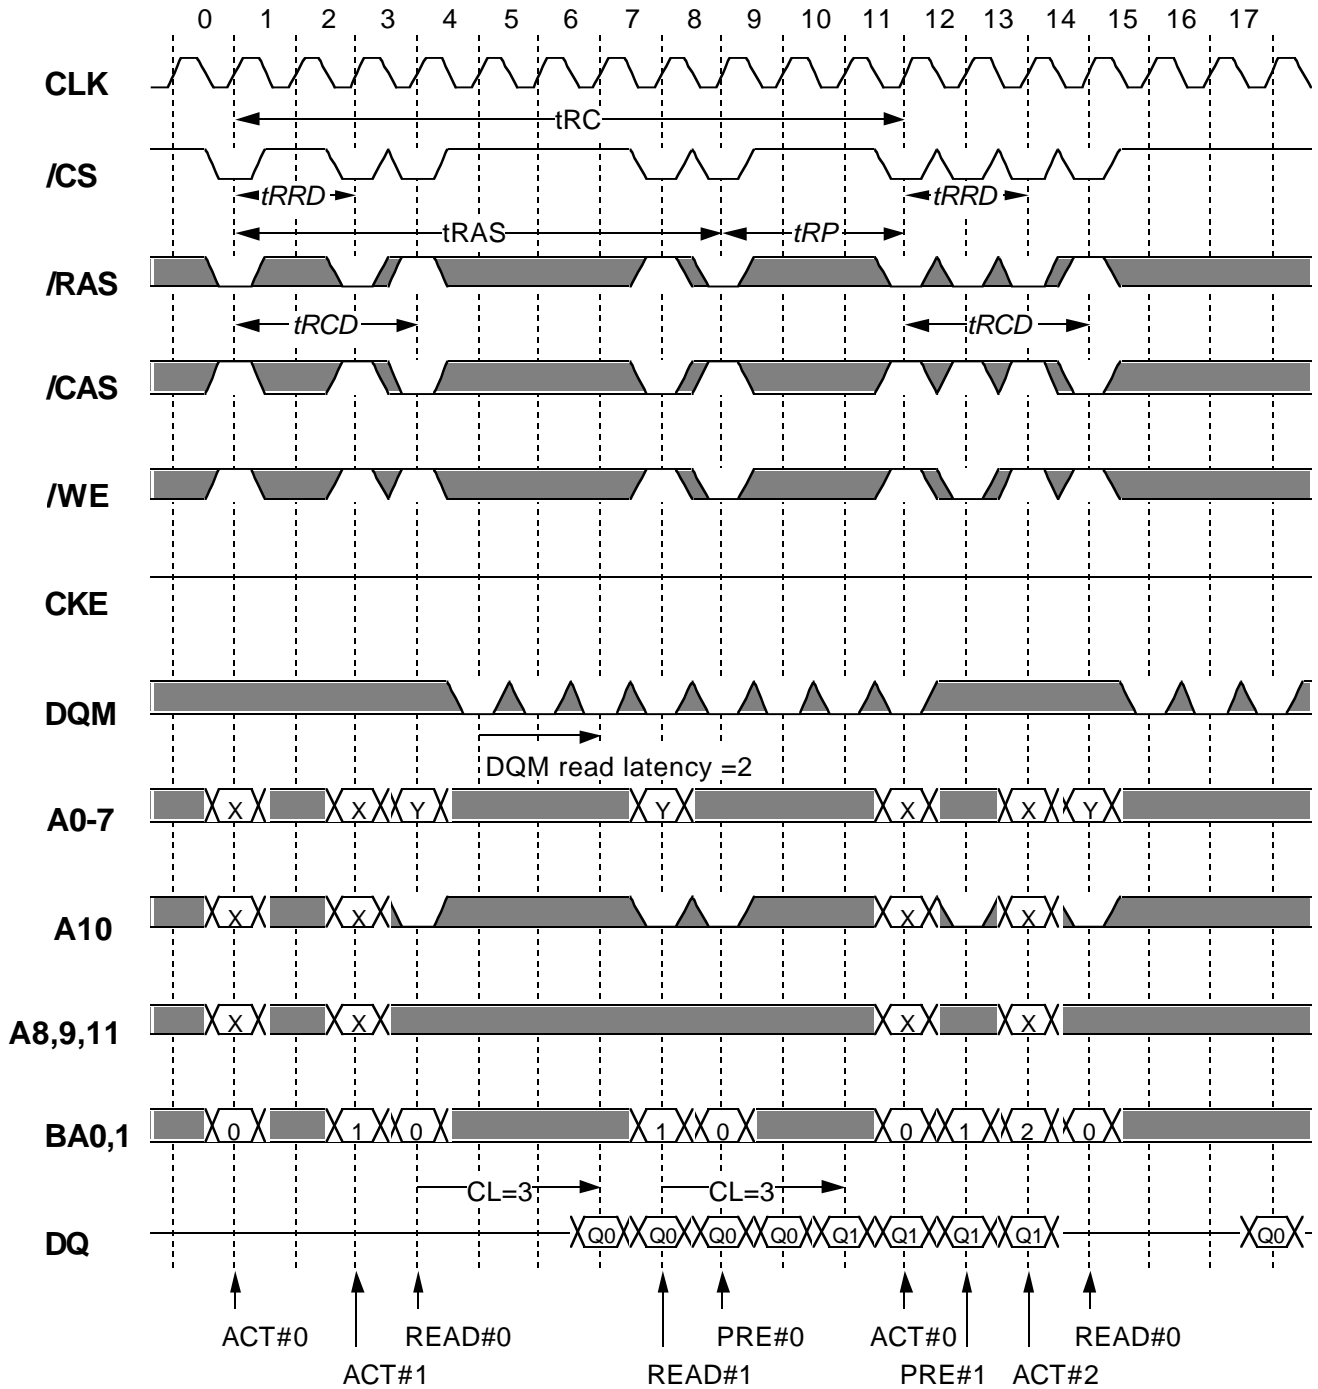 0 1 2 3 4 5 6 7 8 9 10 11 12 13 14 15 16 17
CLK
tRC
/CS
tRRD tRRD
tRAS tRP
/RAS
tRCD tRCD
/CAS
/WE
CKE
DQM
DQM read latency =2
A0-7 X X Y Y X X Y
A10 X X X X
A8,9,11 X X X X
BA0,1 0 1 0 1 0 0 1 2 0
CL=3 CL=3
DQ Q0 Q0 Q0 Q0 Q1 Q1 Q1 Q1 Q0
ACT#0 READ#0 PRE#0 ACT#0 READ#0
ACT#1 READ#1 PRE#1 ACT#2